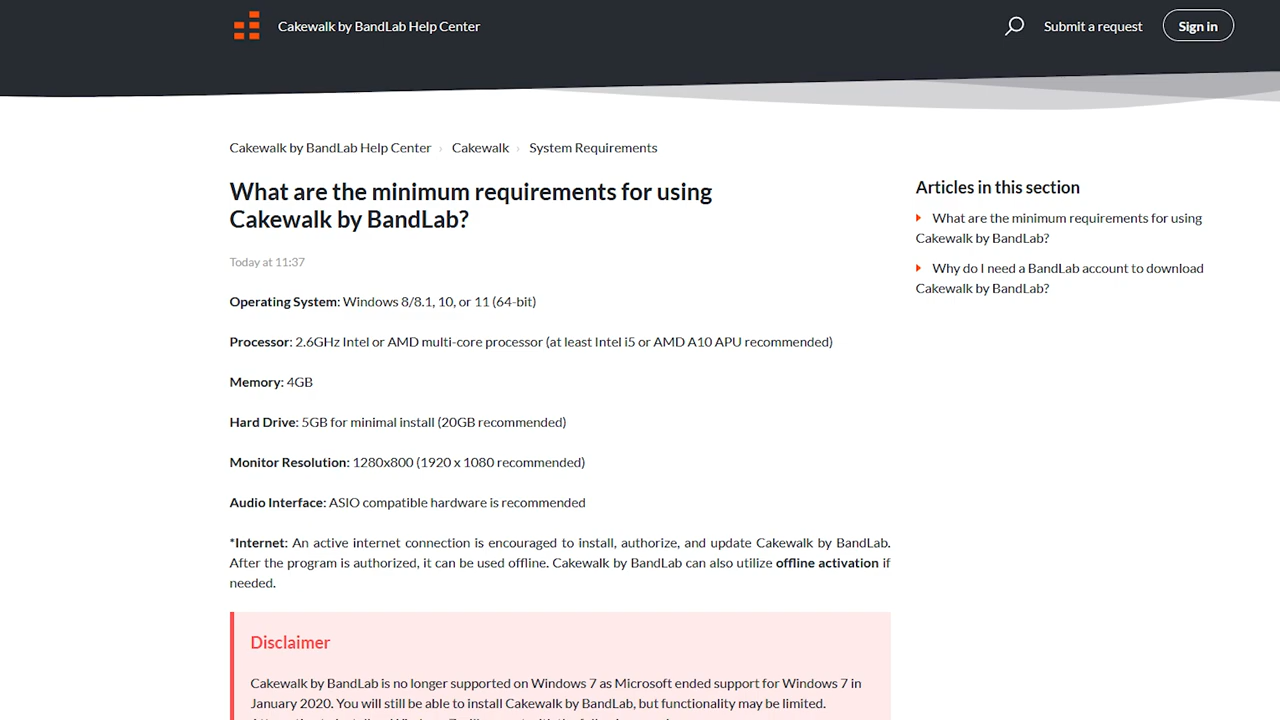 Cakewalk by BandLab Help Center
Submit a request
Sign in
Cakewalk by BandLab Help Center › Cakewalk › System Requirements
What are the minimum requirements for using
Cakewalk by BandLab?
Today at 11:37
Operating System: Windows 8/8.1, 10, or 11 (64-bit)
Processor: 2.6GHz Intel or AMD multi-core processor (at least Intel i5 or AMD A10 APU recommended)
Memory: 4GB
Hard Drive: 5GB for minimal install (20GB recommended)
Monitor Resolution: 1280x800 (1920 x 1080 recommended)
Audio Interface: ASIO compatible hardware is recommended
*Internet: An active internet connection is encouraged to install, authorize, and update Cakewalk by BandLab.
After the program is authorized, it can be used offline. Cakewalk by BandLab can also utilize offline activation if
needed.
Disclaimer
Cakewalk by BandLab is no longer supported on Windows 7 as Microsoft ended support for Windows 7 in
January 2020. You will still be able to install Cakewalk by BandLab, but functionality may be limited.
Articles in this section
What are the minimum requirements for using
Cakewalk by BandLab?
Why do I need a BandLab account to download
Cakewalk by BandLab?